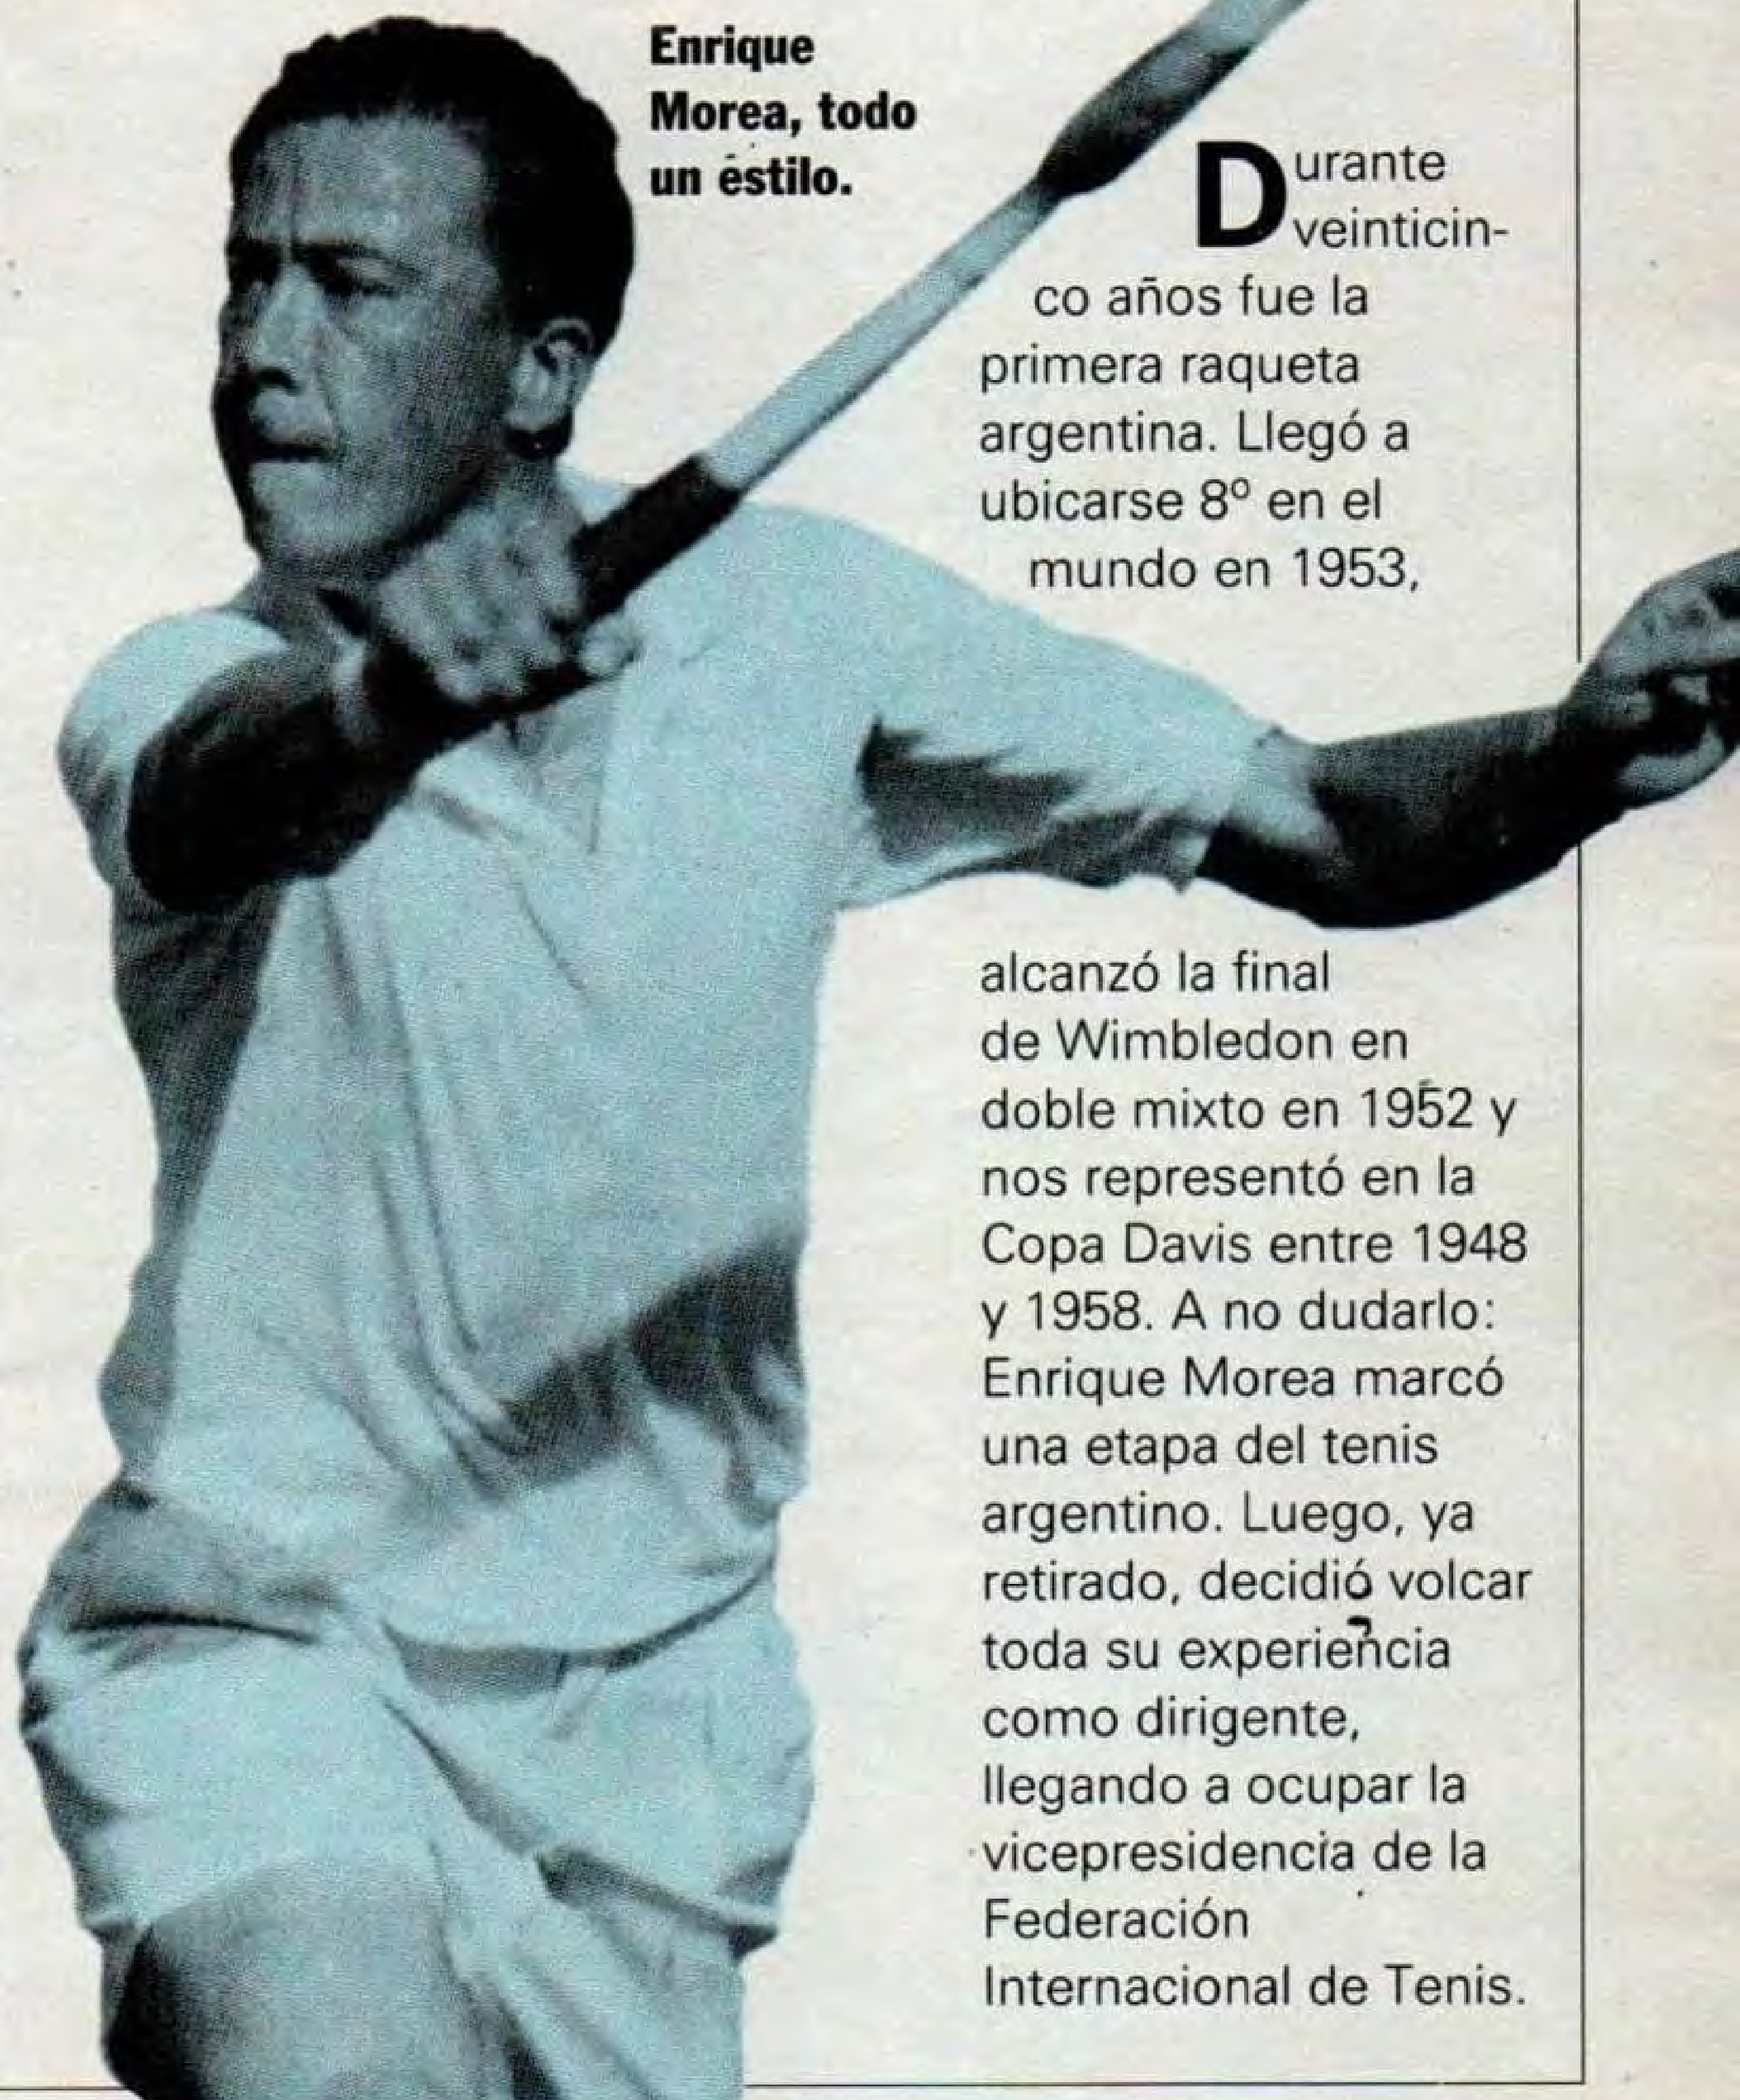 Enrique
Morea, todo
un estilo.
Durante
veinticin-
co años fue la
primera raqueta
argentina. Llegó a
ubicarse 8º en el
mundo en 1953,
alcanzó la final
de Wimbledon en
doble mixto en 1952 y
nos representó en la
Copa Davis entre 1948
y 1958. A no dudarlo:
Enrique Morea marcó
una etapa del tenis
argentino. Luego, ya
retirado, decidió volcar
toda su experiencia
como dirigente,
llegando a ocupar la
vicepresidencia de la
Federación
Internacional de Tenis.